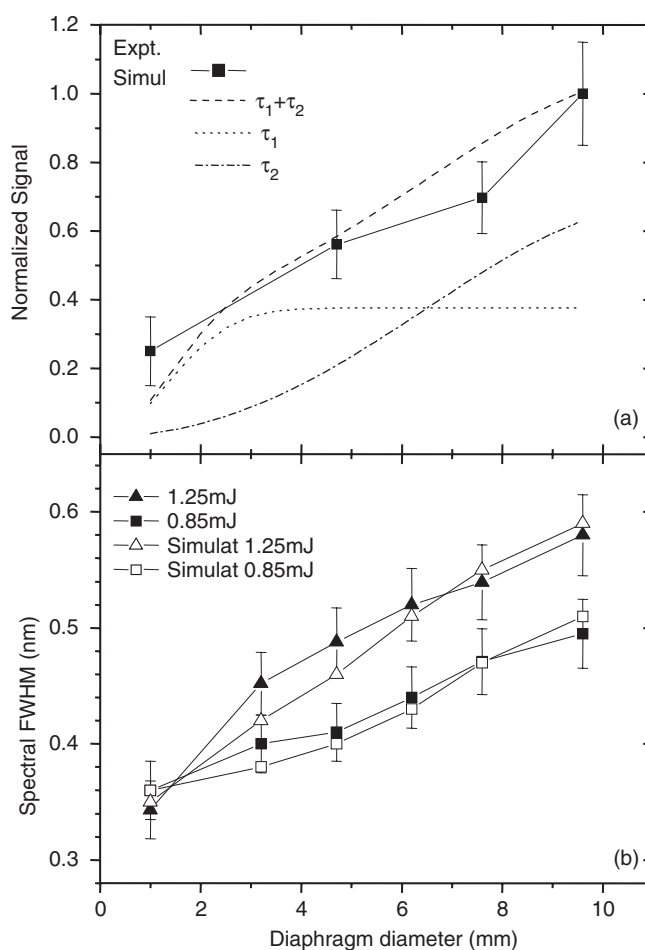 1.2
1.0
0.8
0.6
0.4
0.2
0.0
Normalized Signal
Expt.
Simul
τ1+τ2
τ1
τ2
(a)
0.6
0.5
0.4
0.3
Spectral FWHM (nm)
1.25mJ
0.85mJ
Simulat 1.25mJ
Simulat 0.85mJ
(b)
0 2 4 6 8 10
Diaphragm diameter (mm)